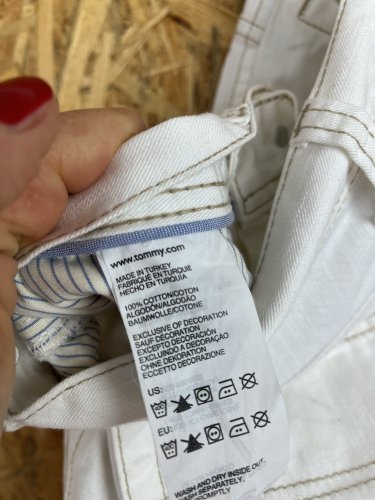 www.tommy.com
MADE IN TURKEY
FABRIQUÉ EN TURQUIE
HECHO EN TURQUÍA
100% COTTON/COTON
ALGODÓN/ALGODÃO
BAUMWOLLE/COTONE
EXCLUSIVE OF DECORATION
SAUF DÉCORATION
EXCEPTO DECORACIÓN
EXCLUINDO A DECORAÇÃO
OHNE DEKORATION
ECCETTO DECORAZIONE
US:
EU:
WASH AND DRY INSIDE OUT.
PROMPTLY